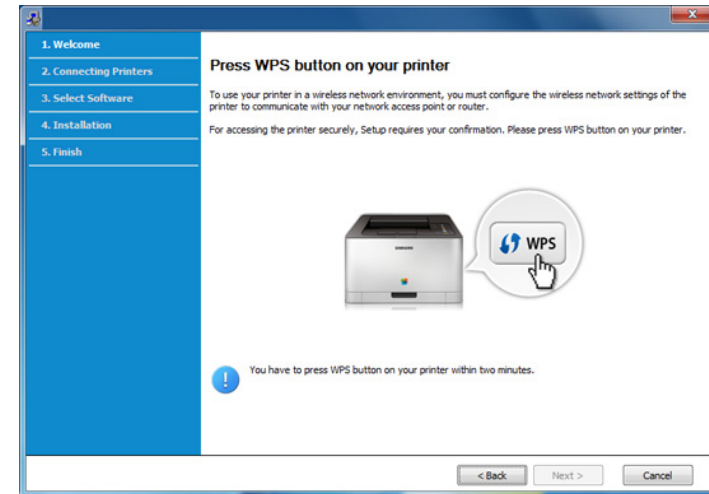 1. Welcome
2. Connecting Printers
3. Select Software
4. Installation
5. Finish
Press WPS button on your printer
To use your printer in a wireless network environment, you must configure the wireless network settings of the
printer to communicate with your network access point or router.
For accessing the printer securely, Setup requires your confirmation. Please press WPS button on your printer.
SAMSUNG
WPS
You have to press WPS button on your printer within two minutes.
< Back
Next >
Cancel